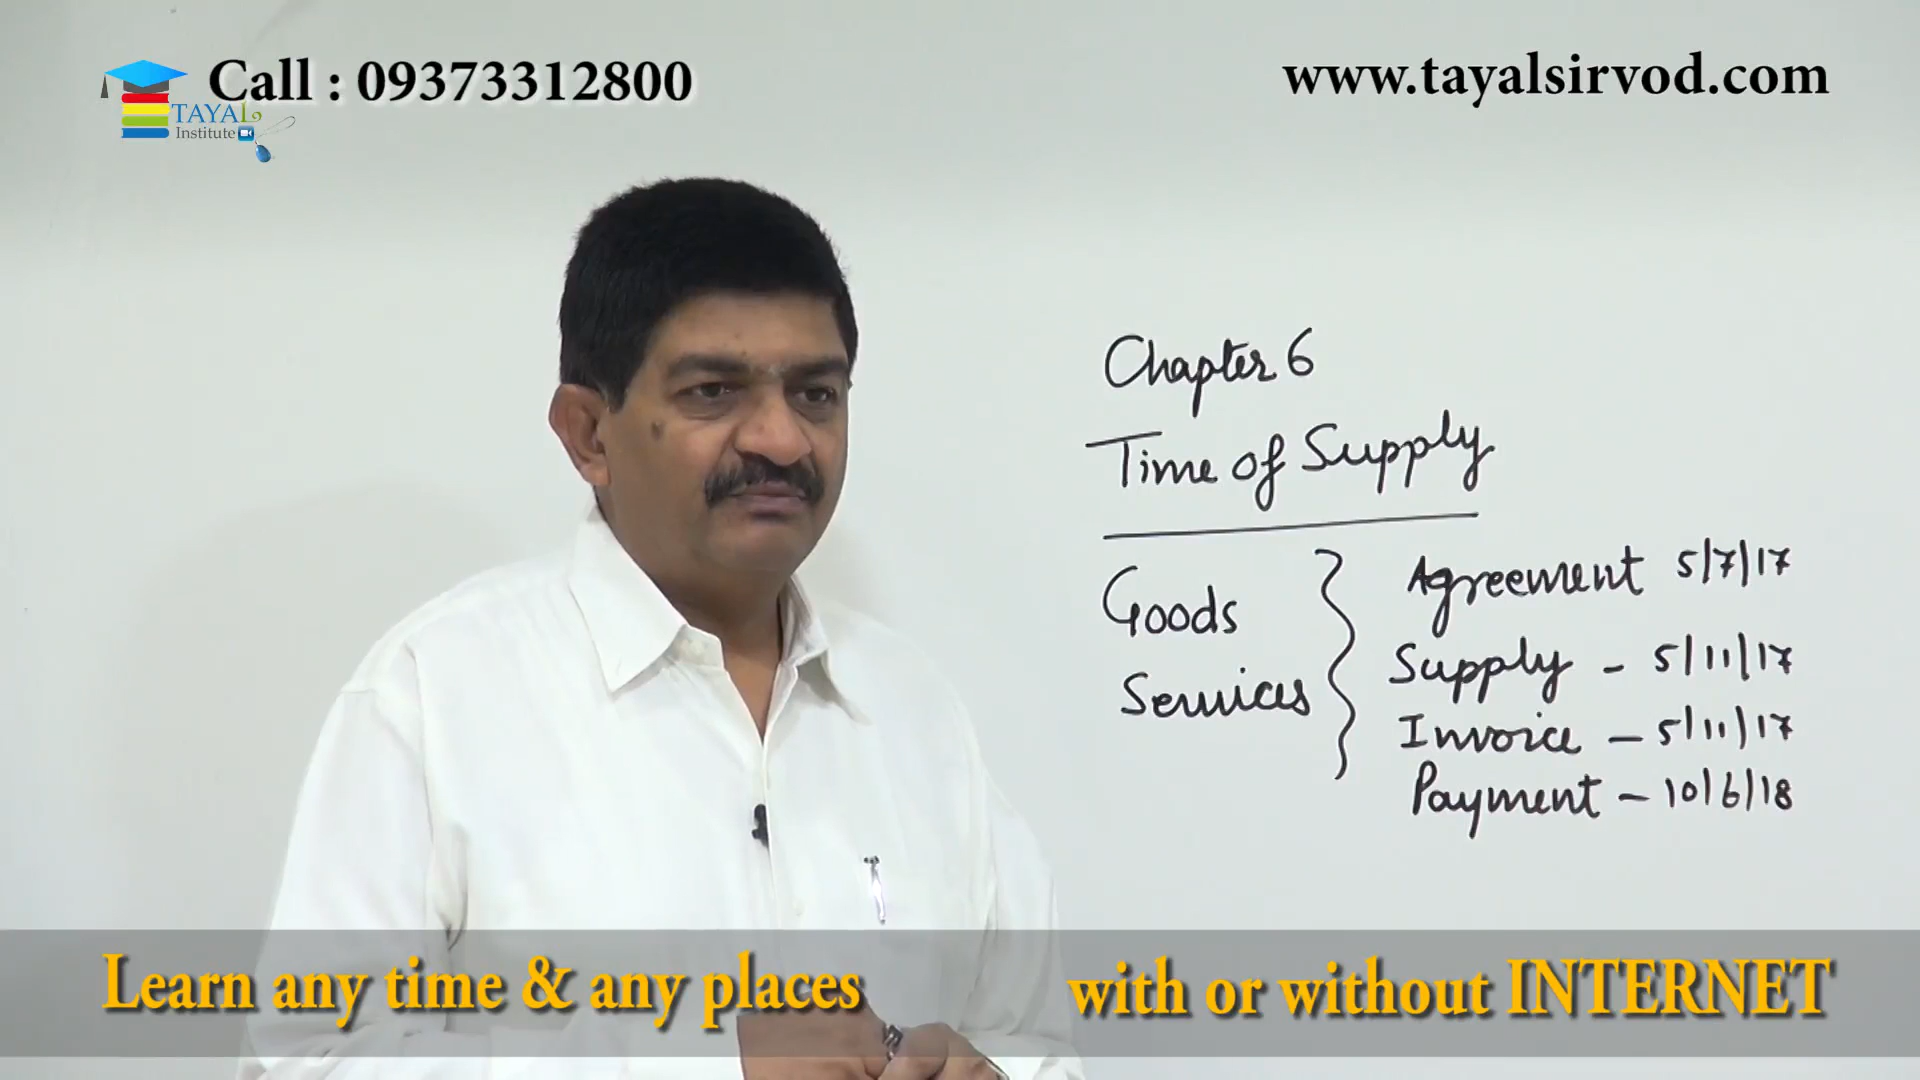 Call : 09373312800
www.tayalsirvod.com
TAYAL
Institute
Chapter 6
Time of Supply
Goods
Services
Agreement 5/7/17
Supply - 5/11/17
Invoice - 5/11/17
Payment - 10/6/18
Learn any time & any places
with or without INTERNET